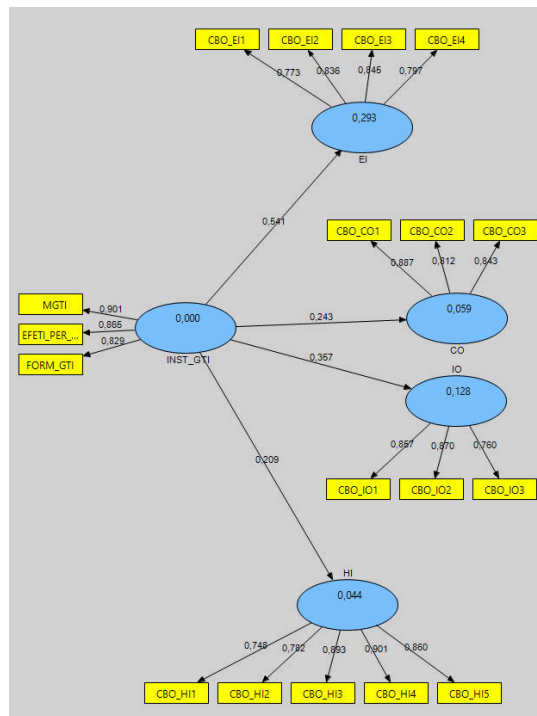 CBO_EI1 CBO_EI2 CBO_EI3 CBO_EI4
0,773 0,836 0,845 0,797
0,293
EI
0,541
CBO_CO1 CBO_CO2 CBO_CO3
0,887 0,812 0,843
0,059
CO
MGTI
EFETI_PER_...
FORM_GTI
0,901
0,865
0,829
0,000
INST_GTI
0,243
0,357
IO
0,128
0,857 0,870 0,760
CBO_IO1 CBO_IO2 CBO_IO3
0,209
HI
0,044
0,748 0,782 0,893 0,901 0,860
CBO_HI1 CBO_HI2 CBO_HI3 CBO_HI4 CBO_HI5